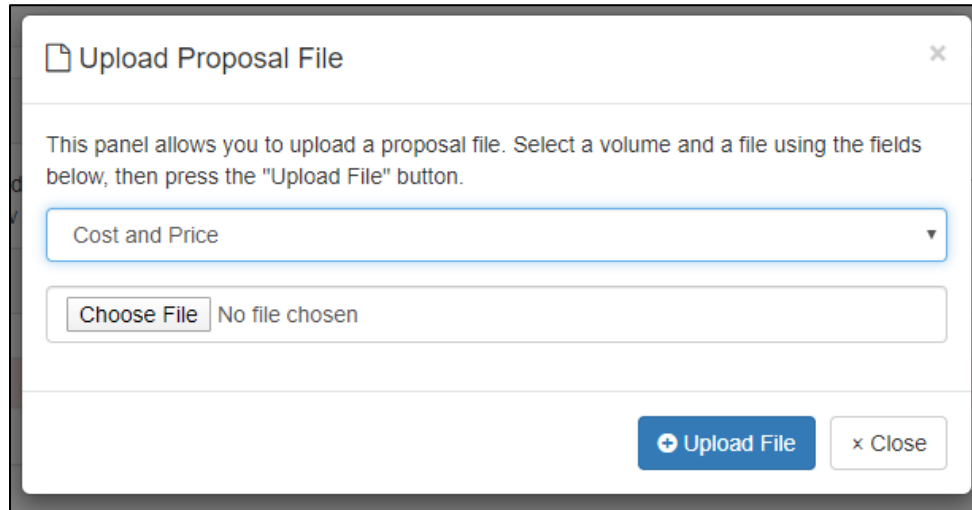 Upload Proposal File
×
This panel allows you to upload a proposal file. Select a volume and a file using the fields
below, then press the "Upload File" button.
Cost and Price
Choose File No file chosen
Upload File × Close